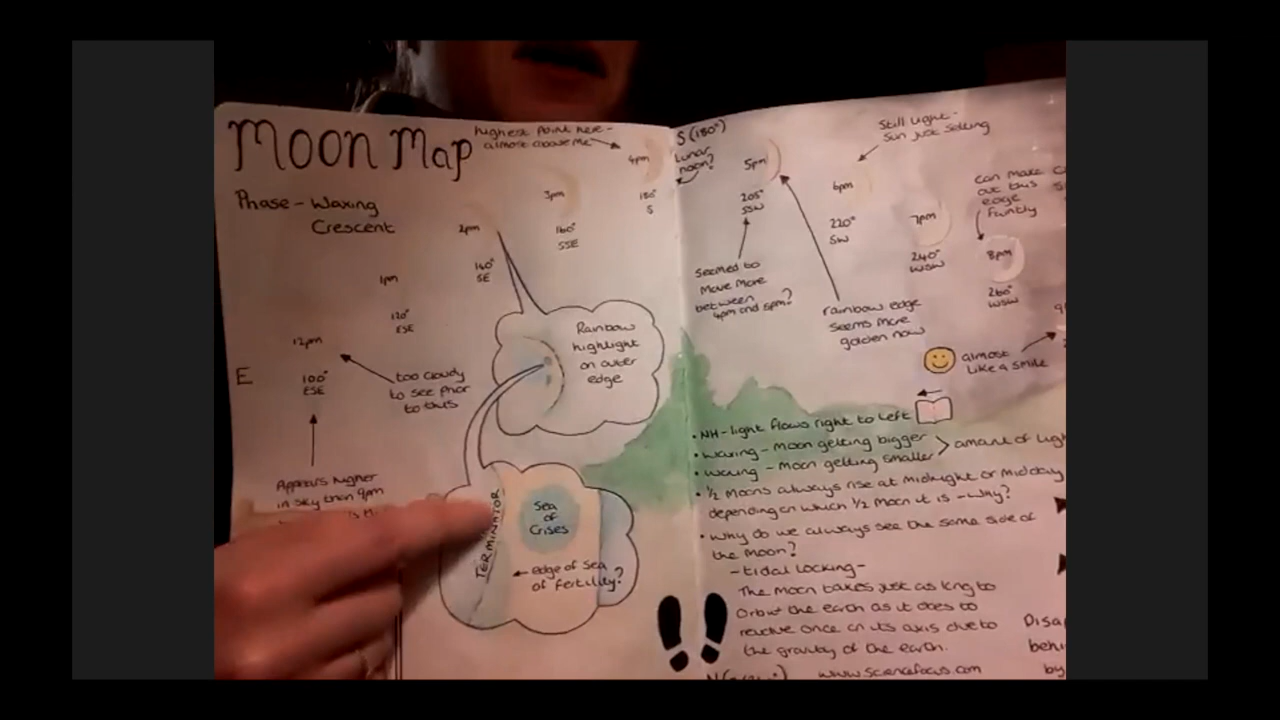 Moon Map
Phase - Waxing
Crescent
highest point here -
almost above me
E
12pm
100°
ESE
too cloudy
to see prior
to this
Appears higher
in sky than 9pm
1pm
120°
ESE
2pm
140°
SE
3pm
160°
SSE
4pm
180°
S
Rainbow
highlight
on outer
edge
TERMINATOR
Sea
of
Crises
edge of Sea
of fertility?
S (180°)
Lunar
noon?
5pm
205°
SSW
seemed to
move more
between
4pm and 5pm?
Still light -
sun just setting
6pm
220°
SW
rainbow edge
seems more
golden now
7pm
240°
WSW
can make
out this
edge
faintly
8pm
260°
WSW
almost
like a smile
• NH - light flows right to left
• waxing - Moon getting bigger
• waning - Moon getting smaller
amount of
• 1/2 Moons always rise at midnight or midday
depending on which 1/2 moon it is - why?
• Why do we always see the same side of
the moon?
- tidal locking -
The moon takes just as long to
orbit the earth as it does to
revolve once on its axis due to
the gravity of the earth.
www.sciencefocus.com
by